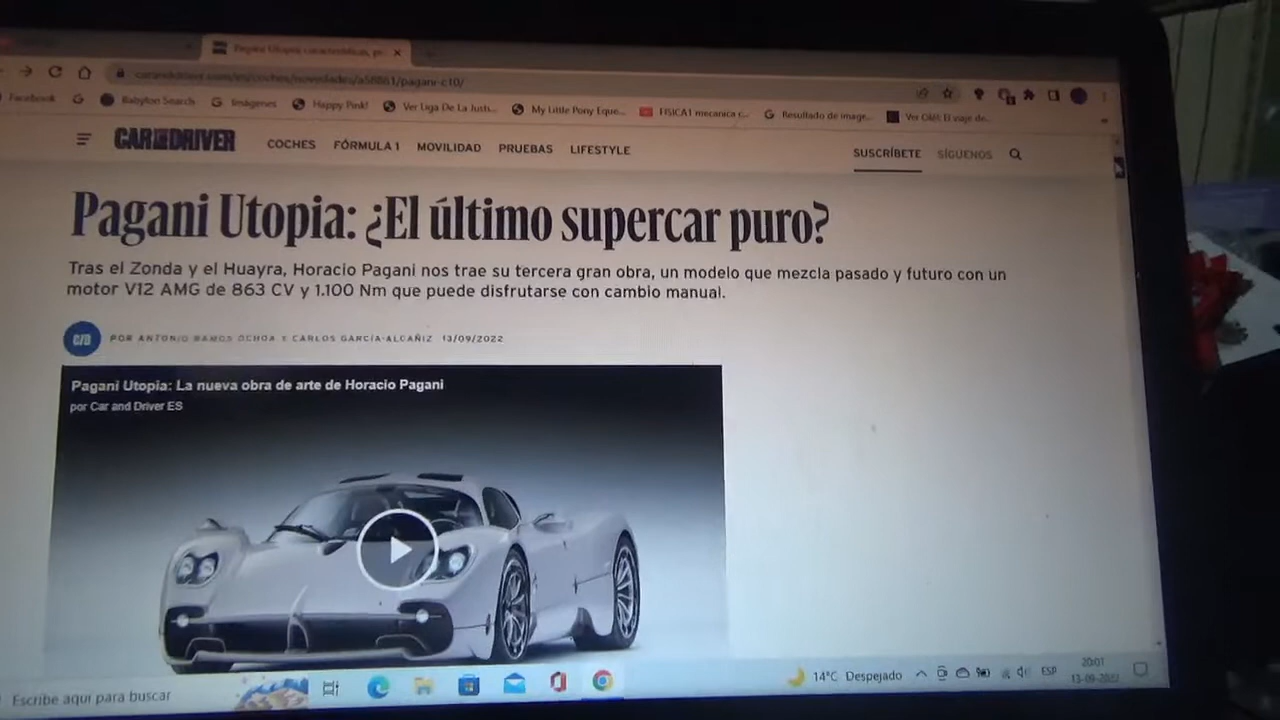 Facebook
Babylon Search
Imágenes
Happy Pink!
Ver Liga De La Justi...
My Little Pony Eque...
FISICA1 mecanica c...
Resultado de image...
CAR AND DRIVER
COCHES FÓRMULA 1 MOVILIDAD PRUEBAS LIFESTYLE
SUSCRÍBETE SÍGUENOS
Pagani Utopia: ¿El último supercar puro?
Tras el Zonda y el Huayra, Horacio Pagani nos trae su tercera gran obra, un modelo que mezcla pasado y futuro con un
motor V12 AMG de 863 CV y 1.100 Nm que puede disfrutarse con cambio manual.
C/D
POR ANTONIO RAMOS OCHOA Y CARLOS GARCÍA-ALCAÑIZ 13/09/2022
Pagani Utopia: La nueva obra de arte de Horacio Pagani
por Car and Driver ES
Escribe aquí para buscar
14°C Despejado
ESP
20:01
13-09-2022